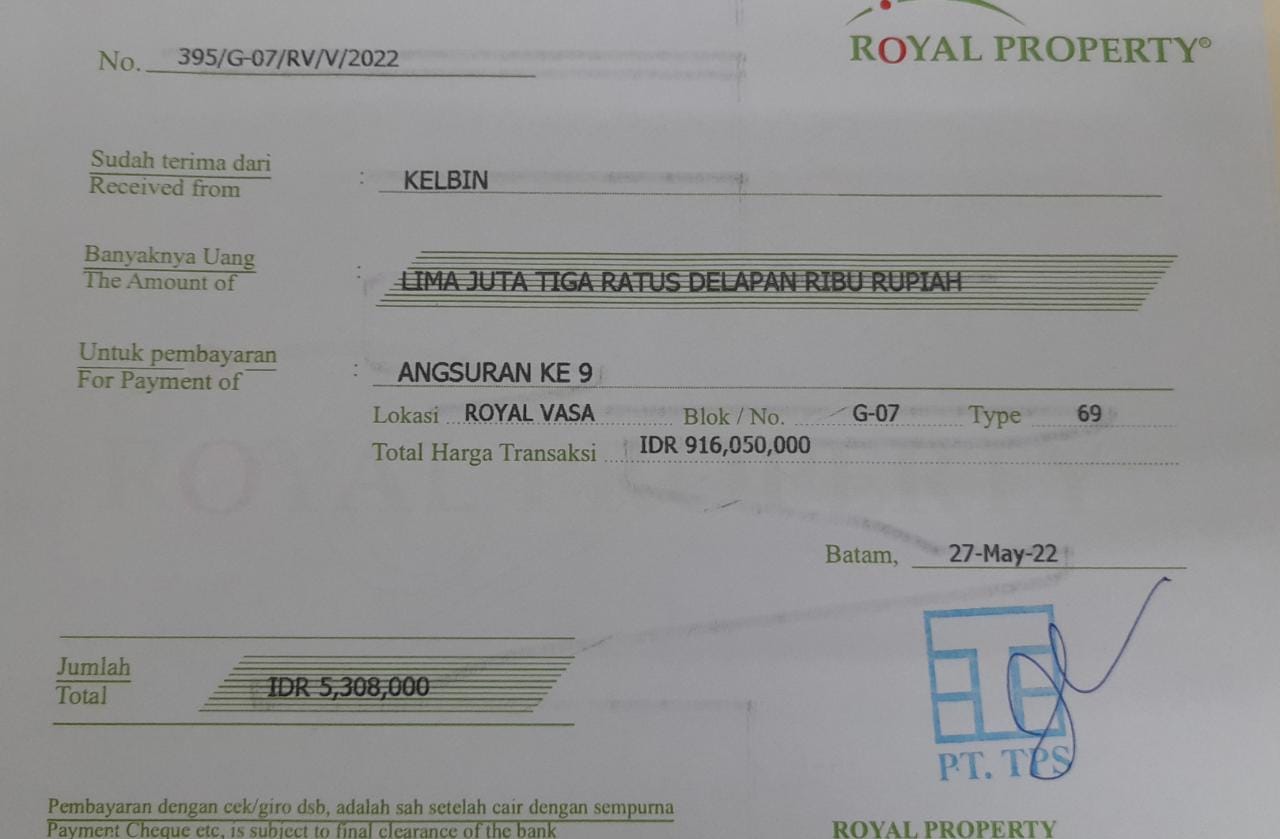 ROYAL PROPERTY®
No. 395/G-07/RV/V/2022
Sudah terima dari
Received from : KELBIN
Banyaknya Uang
The Amount of : LIMA JUTA TIGA RATUS DELAPAN RIBU RUPIAH
Untuk pembayaran
For Payment of : ANGSURAN KE 9
Lokasi ROYAL VASA Blok / No. G-07 Type 69
Total Harga Transaksi IDR 916,050,000
Batam, 27-May-22
Jumlah
Total IDR 5,308,000
PT. TPS
Pembayaran dengan cek/giro dsb, adalah sah setelah cair dengan sempurna
Payment Cheque etc, is subject to final clearance of the bank
ROYAL PROPERTY